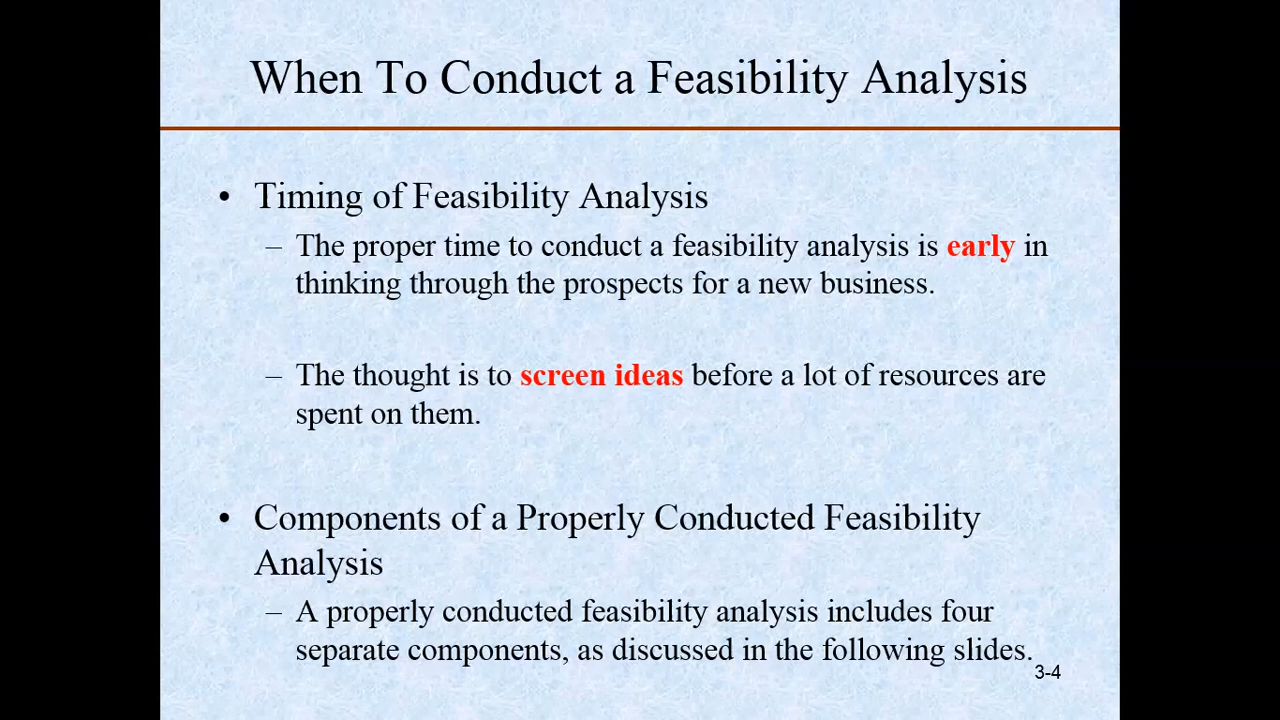 When To Conduct a Feasibility Analysis
• Timing of Feasibility Analysis
– The proper time to conduct a feasibility analysis is early in
thinking through the prospects for a new business.
– The thought is to screen ideas before a lot of resources are
spent on them.
• Components of a Properly Conducted Feasibility
Analysis
– A properly conducted feasibility analysis includes four
separate components, as discussed in the following slides.
3-4